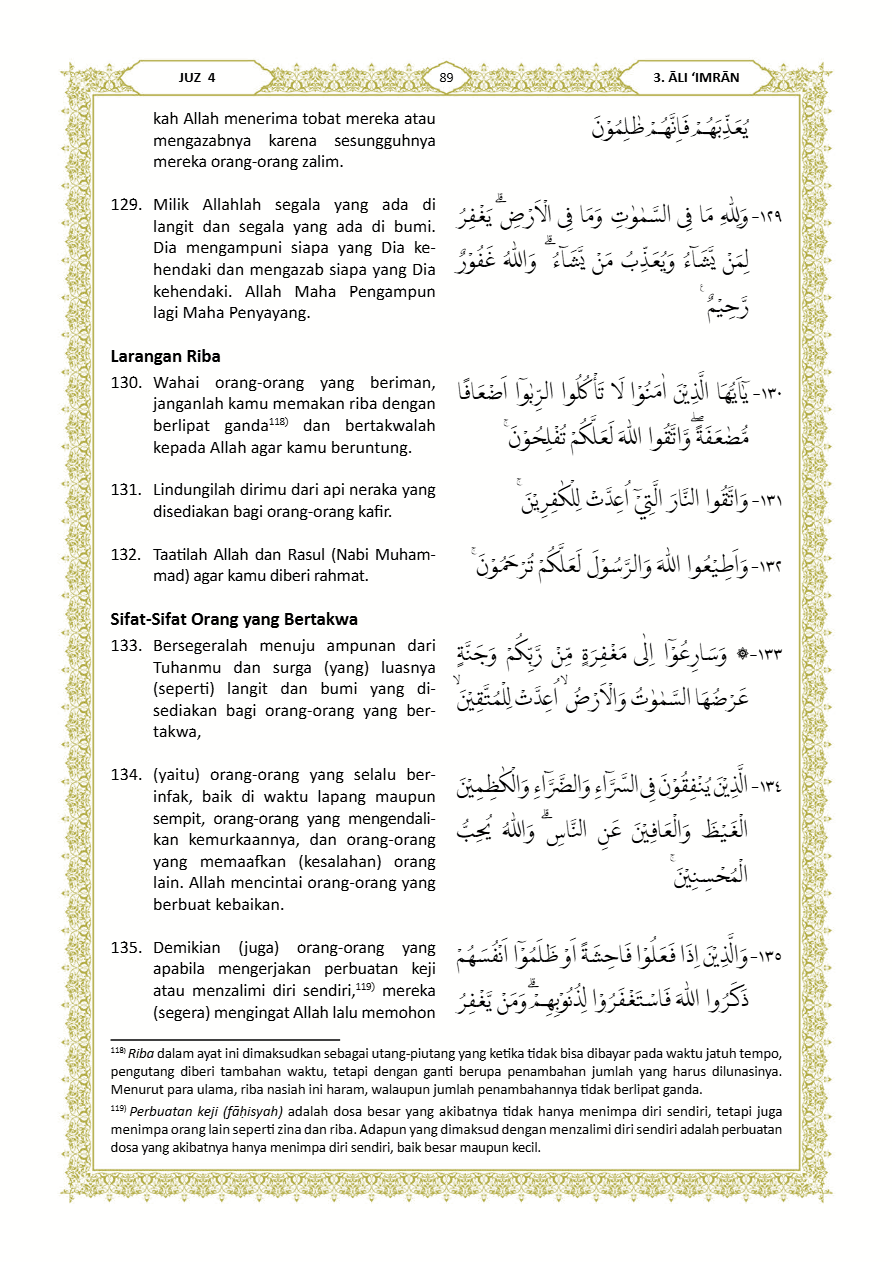 JUZ 4
89
3. ĀLI ‘IMRĀN
kah Allah menerima tobat mereka atau
mengazabnya karena sesungguhnya
mereka orang-orang zalim.
يُعَذِّبَهُمْ فَاِنَّهُمْ ظٰلِمُوْنَ
129. Milik Allahlah segala yang ada di
langit dan segala yang ada di bumi.
Dia mengampuni siapa yang Dia ke-
hendaki dan mengazab siapa yang Dia
kehendaki. Allah Maha Pengampun
lagi Maha Penyayang.
١٢٩- وَلِلّٰهِ مَا فِى السَّمٰوٰتِ وَمَا فِى الْاَرْضِۗ يَغْفِرُ
لِمَنْ يَّشَاۤءُ وَيُعَذِّبُ مَنْ يَّشَاۤءُ ۗ وَاللّٰهُ غَفُوْرٌ
رَّحِيْمٌ ࣖ
Larangan Riba
130. Wahai orang-orang yang beriman,
janganlah kamu memakan riba dengan
berlipat ganda¹¹⁸⁾ dan bertakwalah
kepada Allah agar kamu beruntung.
١٣٠- يٰٓاَيُّهَا الَّذِيْنَ اٰمَنُوْا لَا تَأْكُلُوا الرِّبٰوٓا اَضْعَافًا
مُّضٰعَفَةً ۖوَّاتَّقُوا اللّٰهَ لَعَلَّكُمْ تُفْلِحُوْنَۚ
131. Lindungilah dirimu dari api neraka yang
disediakan bagi orang-orang kafir.
١٣١- وَاتَّقُوا النَّارَ الَّتِيْٓ اُعِدَّتْ لِلْكٰفِرِيْنَۚ
132. Taatilah Allah dan Rasul (Nabi Muham-
mad) agar kamu diberi rahmat.
١٣٢- وَاَطِيْعُوا اللّٰهَ وَالرَّسُوْلَ لَعَلَّكُمْ تُرْحَمُوْنَۚ
Sifat-Sifat Orang yang Bertakwa
133. Bersegeralah menuju ampunan dari
Tuhanmu dan surga (yang) luasnya
(seperti) langit dan bumi yang di-
sediakan bagi orang-orang yang ber-
takwa,
١٣٣- ۞ وَسَارِعُوْٓا اِلٰى مَغْفِرَةٍ مِّنْ رَّبِّكُمْ وَجَنَّةٍ
عَرْضُهَا السَّمٰوٰتُ وَالْاَرْضُۙ اُعِدَّتْ لِلْمُتَّقِيْنَۙ
134. (yaitu) orang-orang yang selalu ber-
infak, baik di waktu lapang maupun
sempit, orang-orang yang mengendali-
kan kemurkaannya, dan orang-orang
yang memaafkan (kesalahan) orang
lain. Allah mencintai orang-orang yang
berbuat kebaikan.
١٣٤- الَّذِيْنَ يُنْفِقُوْنَ فِى السَّرَّاۤءِ وَالضَّرَّاۤءِ وَالْكٰظِمِيْنَ
الْغَيْظَ وَالْعَافِيْنَ عَنِ النَّاسِۗ وَاللّٰهُ يُحِبُّ
الْمُحْسِنِيْنَۚ
135. Demikian (juga) orang-orang yang
apabila mengerjakan perbuatan keji
atau menzalimi diri sendiri,¹¹⁹⁾ mereka
(segera) mengingat Allah lalu memohon
١٣٥- وَالَّذِيْنَ اِذَا فَعَلُوْا فَاحِشَةً اَوْ ظَلَمُوْٓا اَنْفُسَهُمْ
ذَكَرُوا اللّٰهَ فَاسْتَغْفَرُوْا لِذُنُوْبِهِمْۗ وَمَنْ يَّغْفِرُ
¹¹⁸⁾ Riba dalam ayat ini dimaksudkan sebagai utang-piutang yang ketika tidak bisa dibayar pada waktu jatuh tempo,
pengutang diberi tambahan waktu, tetapi dengan ganti berupa penambahan jumlah yang harus dilunasinya.
Menurut para ulama, riba nasiah ini haram, walaupun jumlah penambahannya tidak berlipat ganda.
¹¹⁹⁾ Perbuatan keji (fāḥisyah) adalah dosa besar yang akibatnya tidak hanya menimpa diri sendiri, tetapi juga
menimpa orang lain seperti zina dan riba. Adapun yang dimaksud dengan menzalimi diri sendiri adalah perbuatan
dosa yang akibatnya hanya menimpa diri sendiri, baik besar maupun kecil.